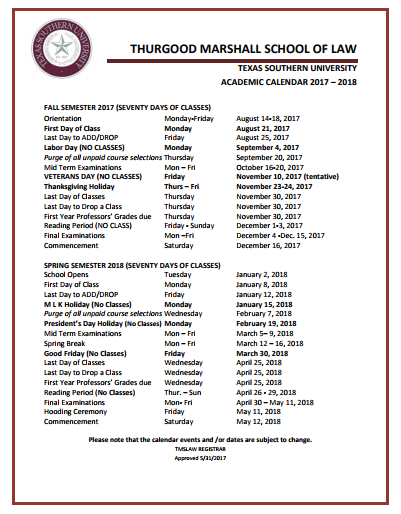 TEXAS SOUTHERN UNIVERSITY
THURGOOD MARSHALL SCHOOL OF LAW
TEXAS SOUTHERN UNIVERSITY
ACADEMIC CALENDAR 2017 – 2018
FALL SEMESTER 2017 (SEVENTY DAYS OF CLASSES)
Orientation Monday•Friday August 14•18, 2017
First Day of Class Monday August 21, 2017
Last Day to ADD/DROP Friday August 25, 2017
Labor Day (NO CLASSES) Monday September 4, 2017
Purge of all unpaid course selections Thursday September 20, 2017
Mid Term Examinations Mon – Fri October 16•20, 2017
VETERANS DAY (NO CLASSES) Friday November 10, 2017 (tentative)
Thanksgiving Holiday Thurs – Fri November 23-24, 2017
Last Day of Classes Thursday November 30, 2017
Last Day to Drop a Class Thursday November 30, 2017
First Year Professors' Grades due Thursday November 30, 2017
Reading Period (NO CLASS) Friday • Sunday December 1•3, 2017
Final Examinations Mon –Fri December 4 •Dec. 15, 2017
Commencement Saturday December 16, 2017
SPRING SEMESTER 2018 (SEVENTY DAYS OF CLASSES)
School Opens Tuesday January 2, 2018
First Day of Class Monday January 8, 2018
Last Day to ADD/DROP Friday January 12, 2018
M L K Holiday (No Classes) Monday January 15, 2018
Purge of all unpaid course selections Wednesday February 7, 2018
President's Day Holiday (No Classes) Monday February 19, 2018
Mid Term Examinations Mon – Fri March 5– 9, 2018
Spring Break Mon – Fri March 12 – 16, 2018
Good Friday (No Classes) Friday March 30, 2018
Last Day of Classes Wednesday April 25, 2018
Last Day to Drop a Class Wednesday April 25, 2018
First Year Professors' Grades due Wednesday April 25, 2018
Reading Period (No Classes) Thur. – Sun April 26 • 29, 2018
Final Examinations Mon• Fri April 30 – May 11, 2018
Hooding Ceremony Friday May 11, 2018
Commencement Saturday May 12, 2018
Please note that the calendar events and /or dates are subject to change.
TMSLAW REGISTRAR
Approved 5/31/2017